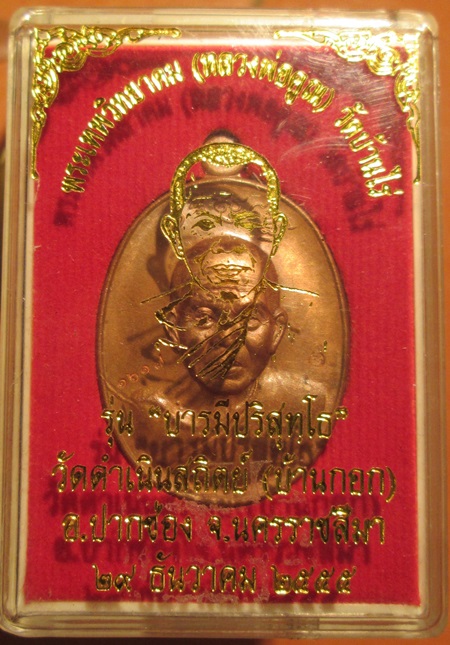 พระเทพวิทยาคม (หลวงพ่อคูณ) วัดบ้านไร่
รุ่น "บารมีปริสุทฺโธ"
วัดดำเนินสถิตย์ (บ้านกอก)
อ.ปากช่อง จ.นครราชสีมา
๒๙ ธันวาคม ๒๕๕๕